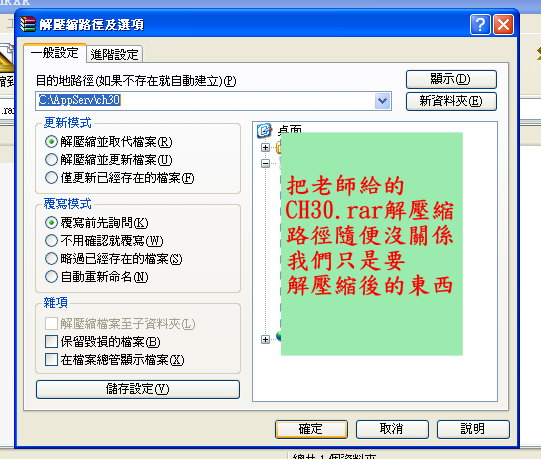 解壓縮路徑及選項
一般設定
進階設定
目的地路徑(如果不存在就自動建立)(P)
顯示(D)
C:\AppServ\ch30
新資料夾(E)
更新模式
解壓縮並取代檔案(R)
解壓縮並更新檔案(U)
僅更新已經存在的檔案(F)
覆寫模式
覆寫前先詢問(K)
不用確認就覆寫(W)
略過已經存在的檔案(S)
自動重新命名(N)
雜項
解壓縮檔案至子資料夾(L)
保留毀損的檔案(B)
在檔案總管顯示檔案(X)
儲存設定(V)
桌面
把老師給的
CH30.rar解壓縮
路徑隨便沒關係
我們只是要
解壓縮後的東西
確定
取消
說明